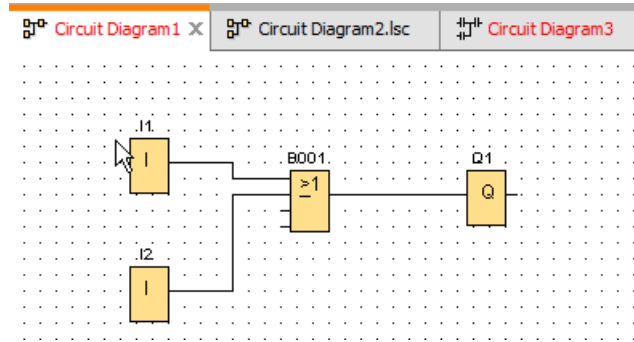 Circuit Diagram1 X Circuit Diagram2.lsc Circuit Diagram3
I1
I
B001
Q1
≥1
Q
I2
I